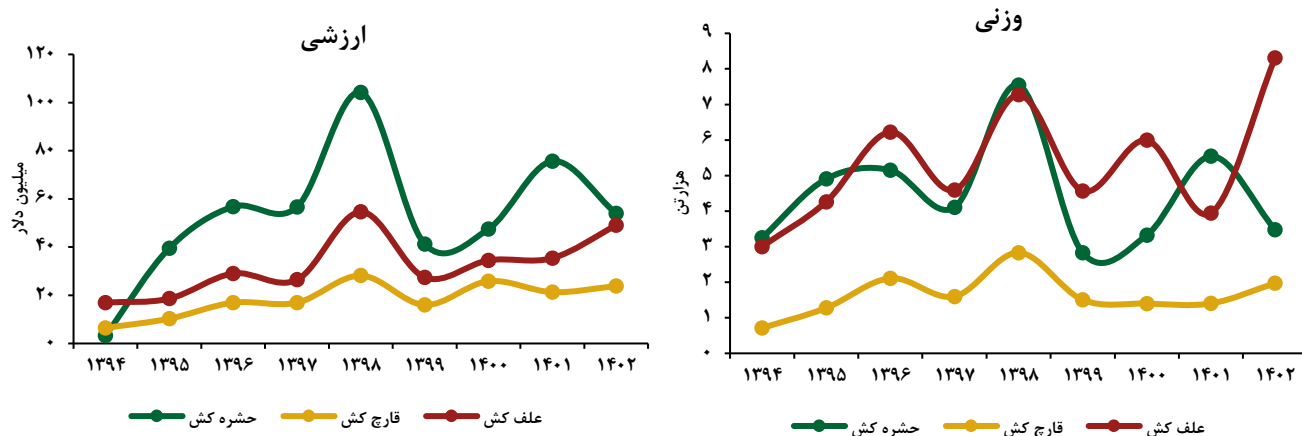 وزنی
هزار تن
۹
۸
۷
۶
۵
۴
۳
۲
۱
۰
۱۳۹۴ ۱۳۹۵ ۱۳۹۶ ۱۳۹۷ ۱۳۹۸ ۱۳۹۹ ۱۴۰۰ ۱۴۰۱ ۱۴۰۲
حشره کش قارچ کش علف کش
ارزشی
میلیون دلار
۱۲۰
۱۰۰
۸۰
۶۰
۴۰
۲۰
۰
۱۳۹۴ ۱۳۹۵ ۱۳۹۶ ۱۳۹۷ ۱۳۹۸ ۱۳۹۹ ۱۴۰۰ ۱۴۰۱ ۱۴۰۲
حشره کش قارچ کش علف کش